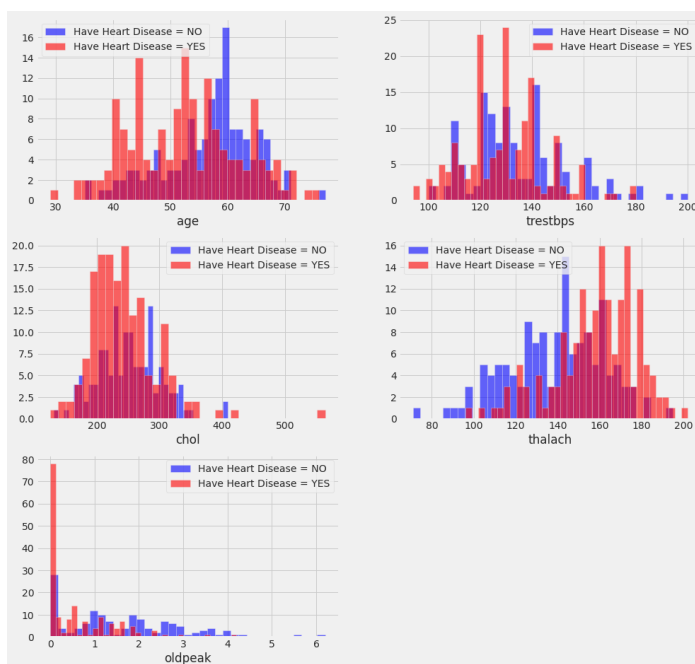 Have Heart Disease = NO
Have Heart Disease = YES
16
14
12
10
8
6
4
2
0
30 40 50 60 70
age
Have Heart Disease = NO
Have Heart Disease = YES
25
20
15
10
5
0
100 120 140 160 180 200
trestbps
Have Heart Disease = NO
Have Heart Disease = YES
20.0
17.5
15.0
12.5
10.0
7.5
5.0
2.5
0.0
200 300 400 500
chol
Have Heart Disease = NO
Have Heart Disease = YES
16
14
12
10
8
6
4
2
0
80 100 120 140 160 180 200
thalach
Have Heart Disease = NO
Have Heart Disease = YES
80
70
60
50
40
30
20
10
0
0 1 2 3 4 5 6
oldpeak